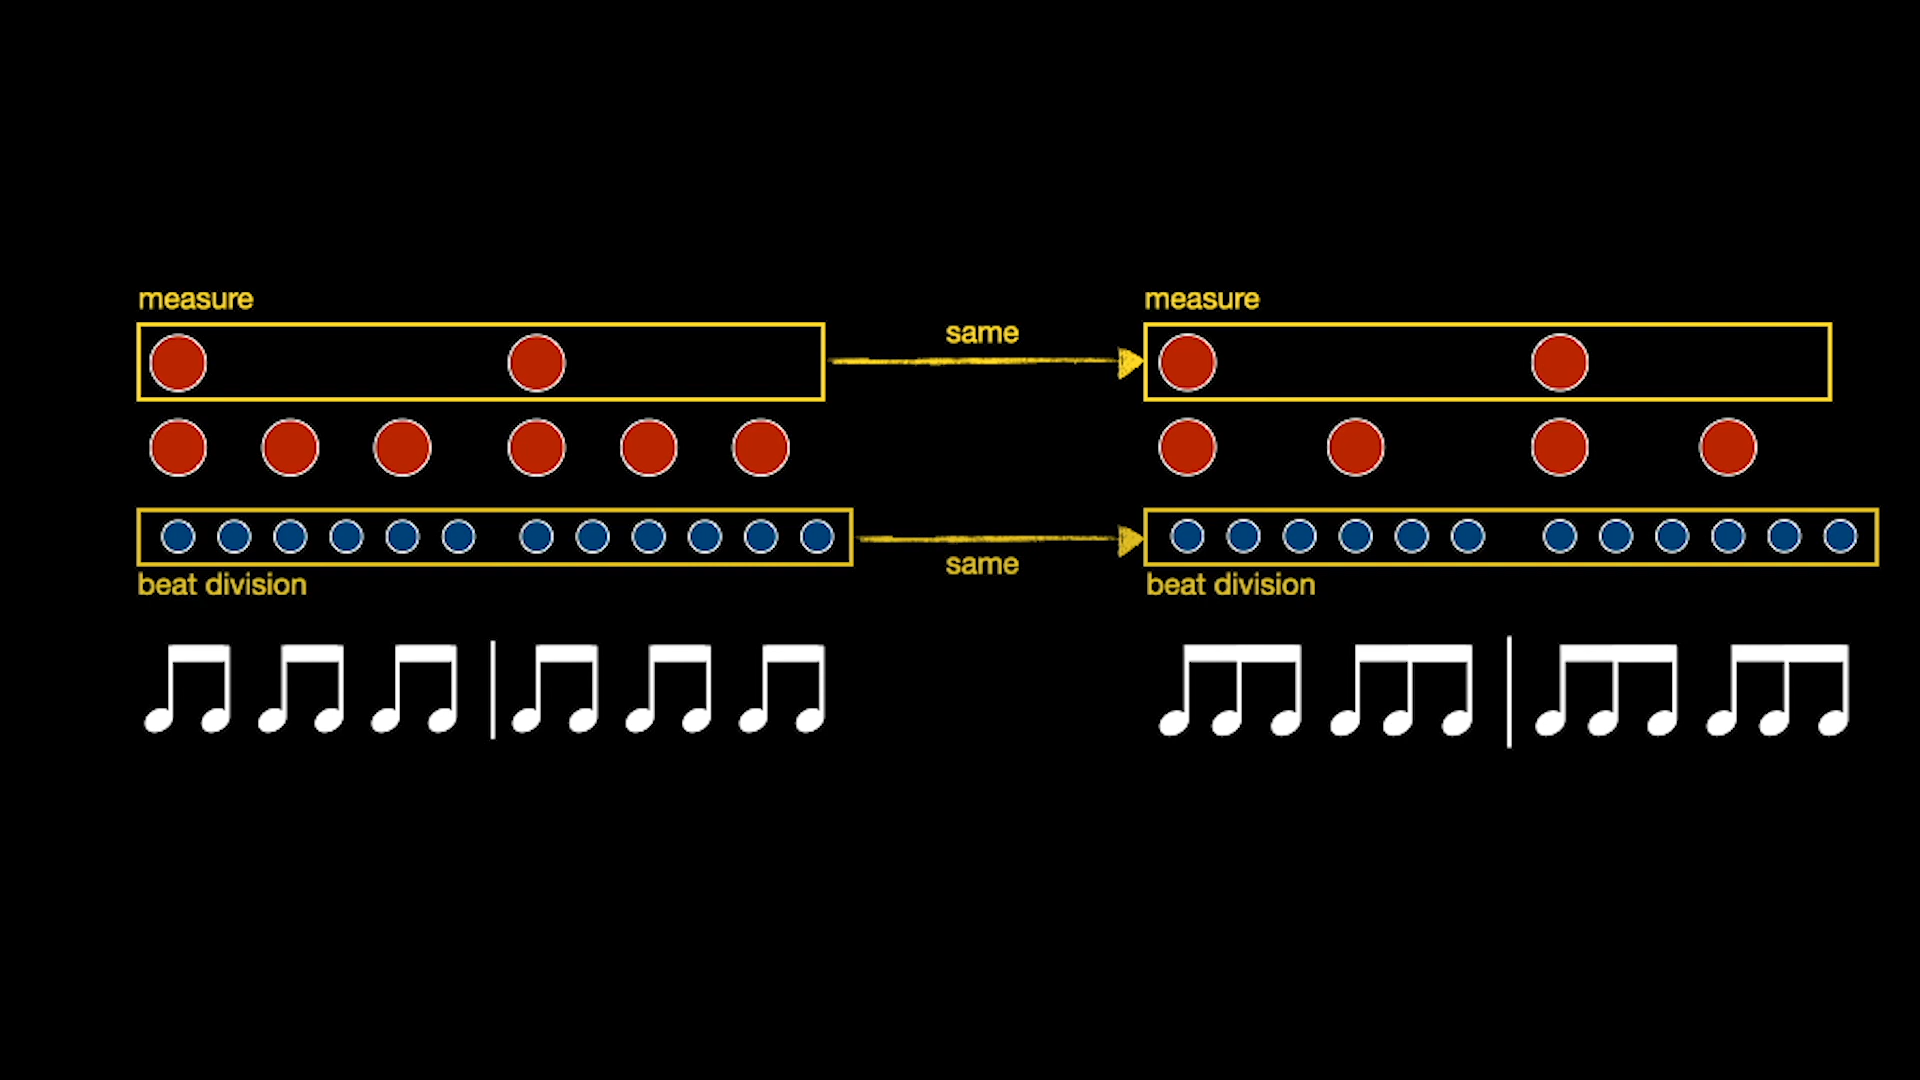 measure
same
measure
same
beat division
beat division